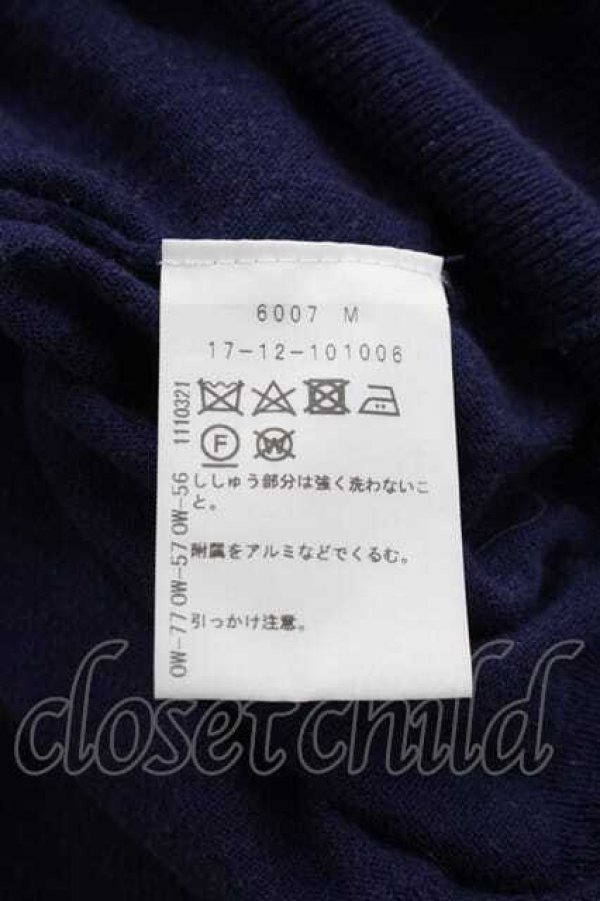 6007 M
17-12-101006
F
W
ししゅう部分は強く洗わないこ
と。
附属をアルミなどでくるむ。
引っかけ注意。
OW-77 OW-57 OW-56 1110321
closet child